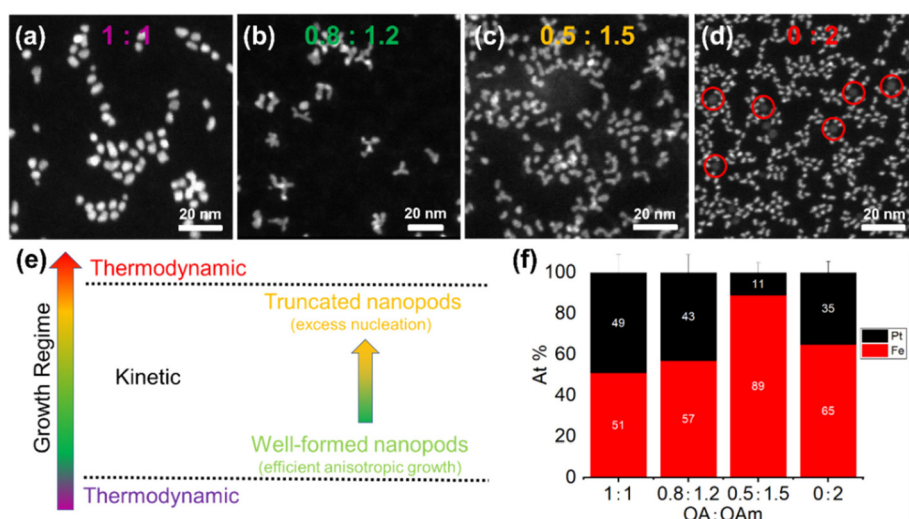 (a) 1 : 1
(b) 0.8 : 1.2
(c) 0.5 : 1.5
(d) 0 : 2
20 nm
20 nm
20 nm
20 nm
(e)
Growth Regime
Thermodynamic
Truncated nanopods
(excess nucleation)
Kinetic
Well-formed nanopods
(efficient anisotropic growth)
Thermodynamic
(f)
At %
100
80
60
40
20
0
49
43
11
35
51
57
89
65
Pt
Fe
1:1 0.8:1.2 0.5:1.5 0:2
OA:OAm